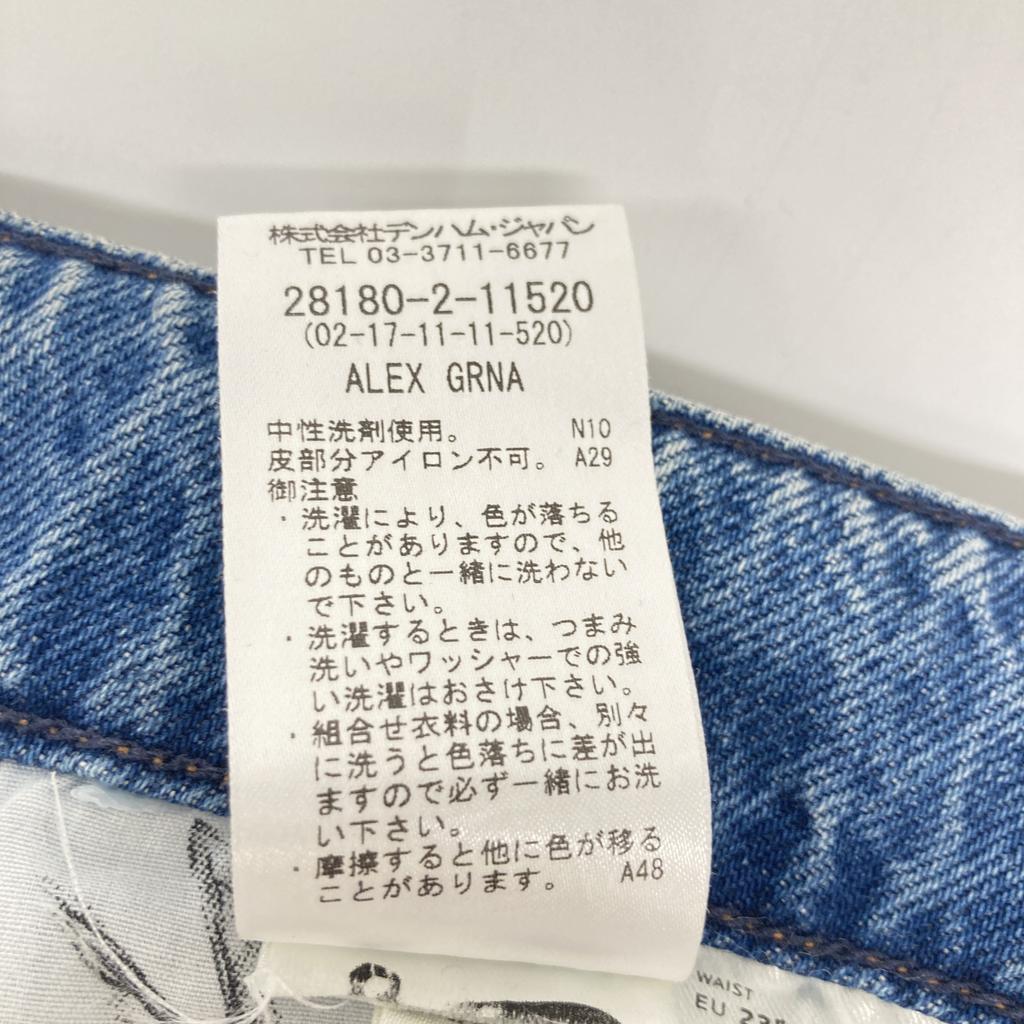 株式会社デンハム・ジャパン
TEL 03-3711-6677
28180-2-11520
(02-17-11-11-520)
ALEX GRNA
中性洗剤使用。 N10
皮部分アイロン不可。 A29
御注意
・洗濯により、色が落ちる
ことがありますので、他
のものと一緒に洗わない
で下さい。
・洗濯するときは、つまみ
洗いやワッシャーでの強
い洗濯はおさけ下さい。
・組合せ衣料の場合、別々
に洗うと色落ちに差が出
ますので必ず一緒にお洗
い下さい。
・摩擦すると他に色が移る
ことがあります。 A48
WAIST
EU 23"